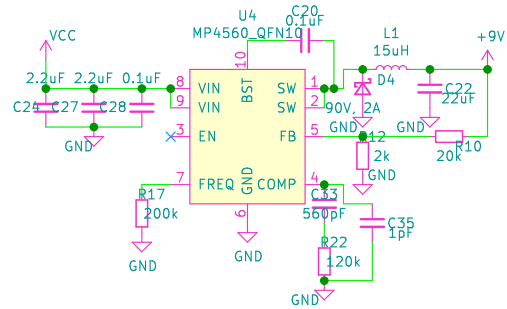 U4
MP4560_QFN10
C20
0.1uF
VCC
L1
15uH
+9V
2.2uF 2.2uF 0.1uF
C24 C27 C28
GND
10
BST
8 VIN
9 VIN
3 EN
7 FREQ
SW 1
SW 2
FB 5
COMP 4
GND
6
D4
90V, 2A
GND
C22
22uF
GND
R12
2k
GND
R10
20k
R17
200k
GND
GND
C33
560pF
C35
1pF
R22
120k
GND